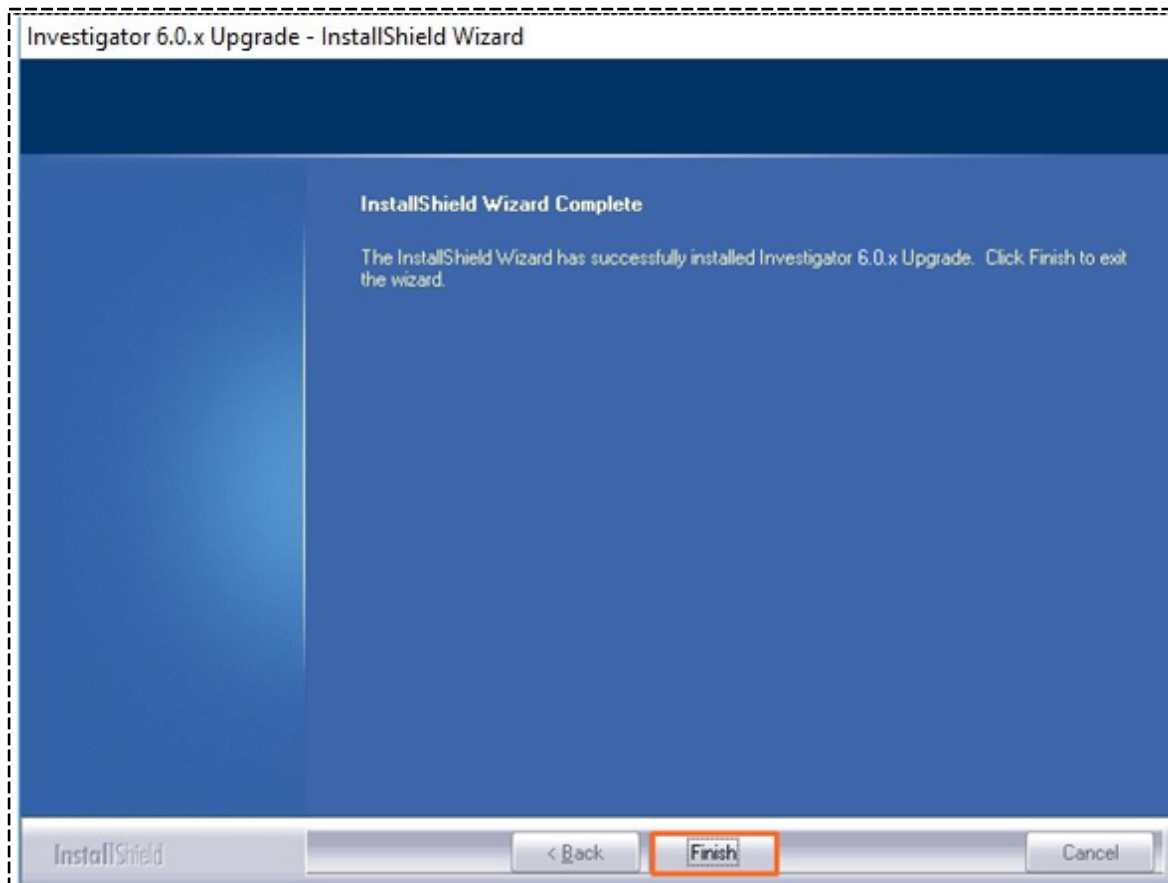 Investigator 6.0.x Upgrade - InstallShield Wizard
InstallShield Wizard Complete
The InstallShield Wizard has successfully installed Investigator 6.0.x Upgrade. Click Finish to exit
the wizard.
InstallShield
< Back
Finish
Cancel